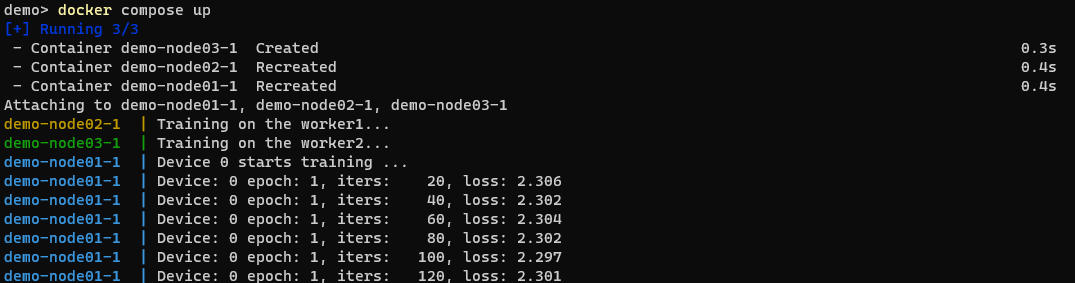 demo> docker compose up
[+] Running 3/3
 - Container demo-node03-1  Created                                                                              0.3s
 - Container demo-node02-1  Recreated                                                                            0.4s
 - Container demo-node01-1  Recreated                                                                            0.4s
Attaching to demo-node01-1, demo-node02-1, demo-node03-1
demo-node02-1  | Training on the worker1...
demo-node03-1  | Training on the worker2...
demo-node01-1  | Device 0 starts training ...
demo-node01-1  | Device: 0 epoch: 1, iters:    20, loss: 2.306
demo-node01-1  | Device: 0 epoch: 1, iters:    40, loss: 2.302
demo-node01-1  | Device: 0 epoch: 1, iters:    60, loss: 2.304
demo-node01-1  | Device: 0 epoch: 1, iters:    80, loss: 2.302
demo-node01-1  | Device: 0 epoch: 1, iters:   100, loss: 2.297
demo-node01-1  | Device: 0 epoch: 1, iters:   120, loss: 2.301